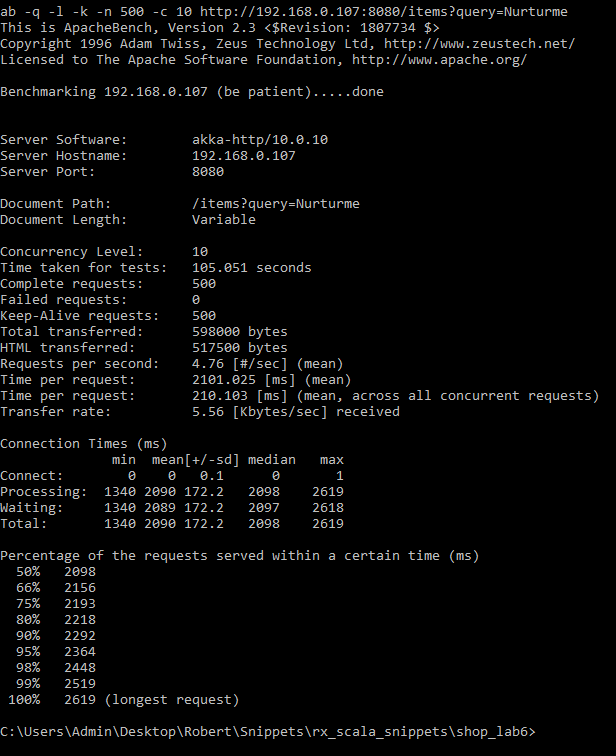 ab -q -l -k -n 500 -c 10 http://192.168.0.107:8080/items?query=Nurturme
This is ApacheBench, Version 2.3 <$Revision: 1807734 $>
Copyright 1996 Adam Twiss, Zeus Technology Ltd, http://www.zeustech.net/
Licensed to The Apache Software Foundation, http://www.apache.org/

Benchmarking 192.168.0.107 (be patient).....done


Server Software:        akka-http/10.0.10
Server Hostname:        192.168.0.107
Server Port:            8080

Document Path:          /items?query=Nurturme
Document Length:        Variable

Concurrency Level:      10
Time taken for tests:   105.051 seconds
Complete requests:      500
Failed requests:        0
Keep-Alive requests:    500
Total transferred:      598000 bytes
HTML transferred:       517500 bytes
Requests per second:    4.76 [#/sec] (mean)
Time per request:       2101.025 [ms] (mean)
Time per request:       210.103 [ms] (mean, across all concurrent requests)
Transfer rate:          5.56 [Kbytes/sec] received

Connection Times (ms)
              min  mean[+/-sd] median   max
Connect:        0    0   0.1      0       1
Processing:  1340 2090 172.2   2098    2619
Waiting:     1340 2089 172.2   2097    2618
Total:       1340 2090 172.2   2098    2619

Percentage of the requests served within a certain time (ms)
  50%   2098
  66%   2156
  75%   2193
  80%   2218
  90%   2292
  95%   2364
  98%   2448
  99%   2519
 100%   2619 (longest request)

C:\Users\Admin\Desktop\Robert\Snippets\rx_scala_snippets\shop_lab6>